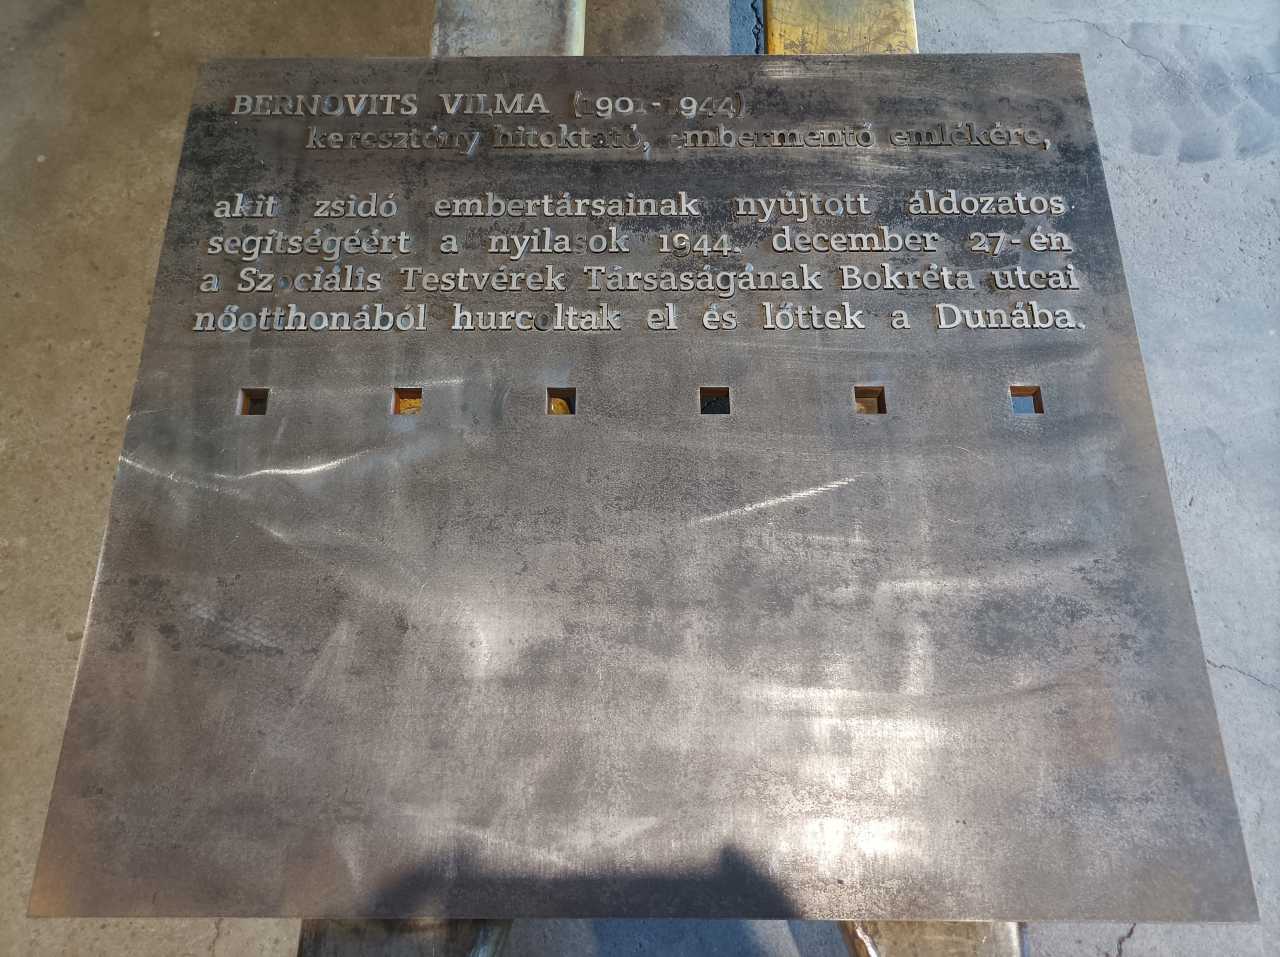 BERNOVITS VILMA (1901-1944)
keresztény hitoktató, embermentő emlékére,
akit zsidó embertársainak nyújtott áldozatos
segítségéért a nyilasok 1944. december 27-én
a Szociális Testvérek Társaságának Bokréta utcai
nőotthonából hurcoltak el és lőttek a Dunába.